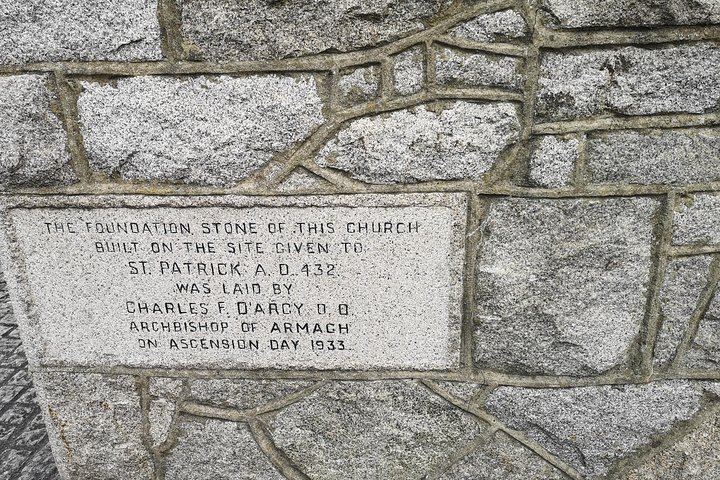 THE FOUNDATION STONE OF THIS CHURCH
BUILT ON THE SITE GIVEN TO
ST. PATRICK A. D. 432.
WAS LAID BY
CHARLES F. D'ARCY. D. D.
ARCHBISHOP OF ARMAGH
ON ASCENSION DAY 1933.